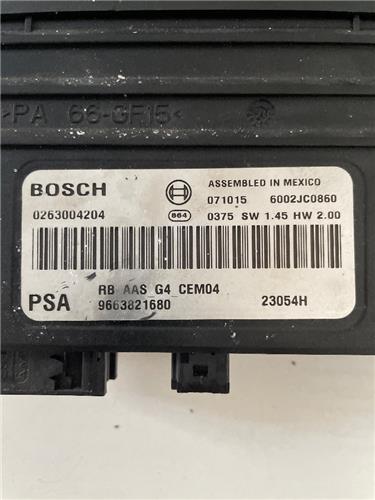 >PA 66-GF15<
BOSCH
ASSEMBLED IN MEXICO
071015 6002JC0860
0263004204
864
0375 SW 1.45 HW 2.00
RB AAS G4 CEM04
PSA
9663821680
23054H